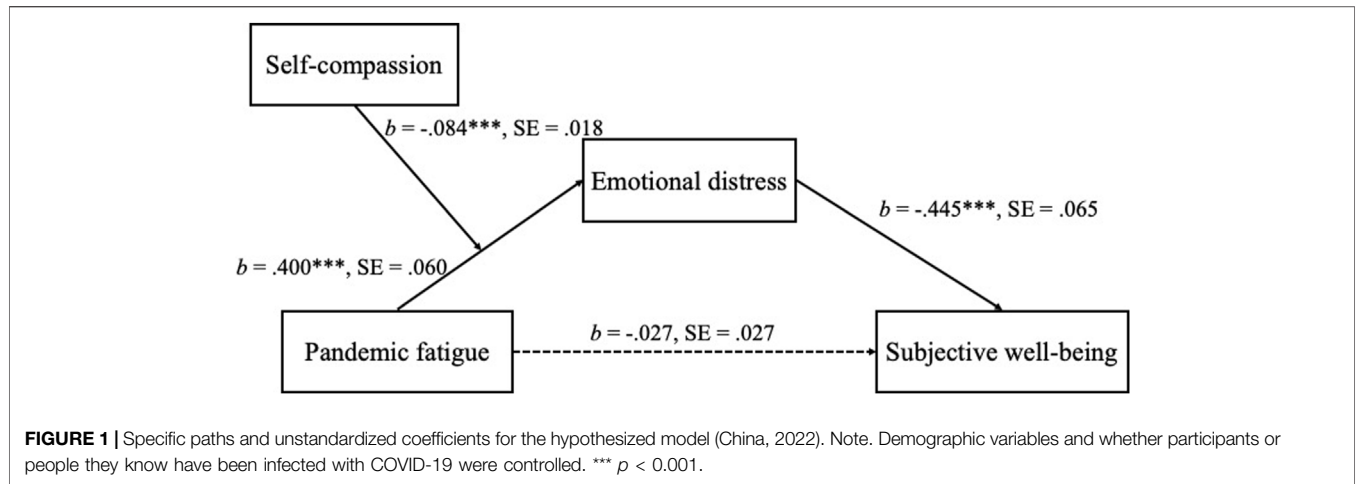 Self-compassion
b = -.084***, SE = .018
Emotional distress
b = -.445***, SE = .065
b = .400***, SE = .060
b = -.027, SE = .027
Pandemic fatigue
Subjective well-being
FIGURE 1 | Specific paths and unstandardized coefficients for the hypothesized model (China, 2022). Note. Demographic variables and whether participants or
people they know have been infected with COVID-19 were controlled. *** p < 0.001.